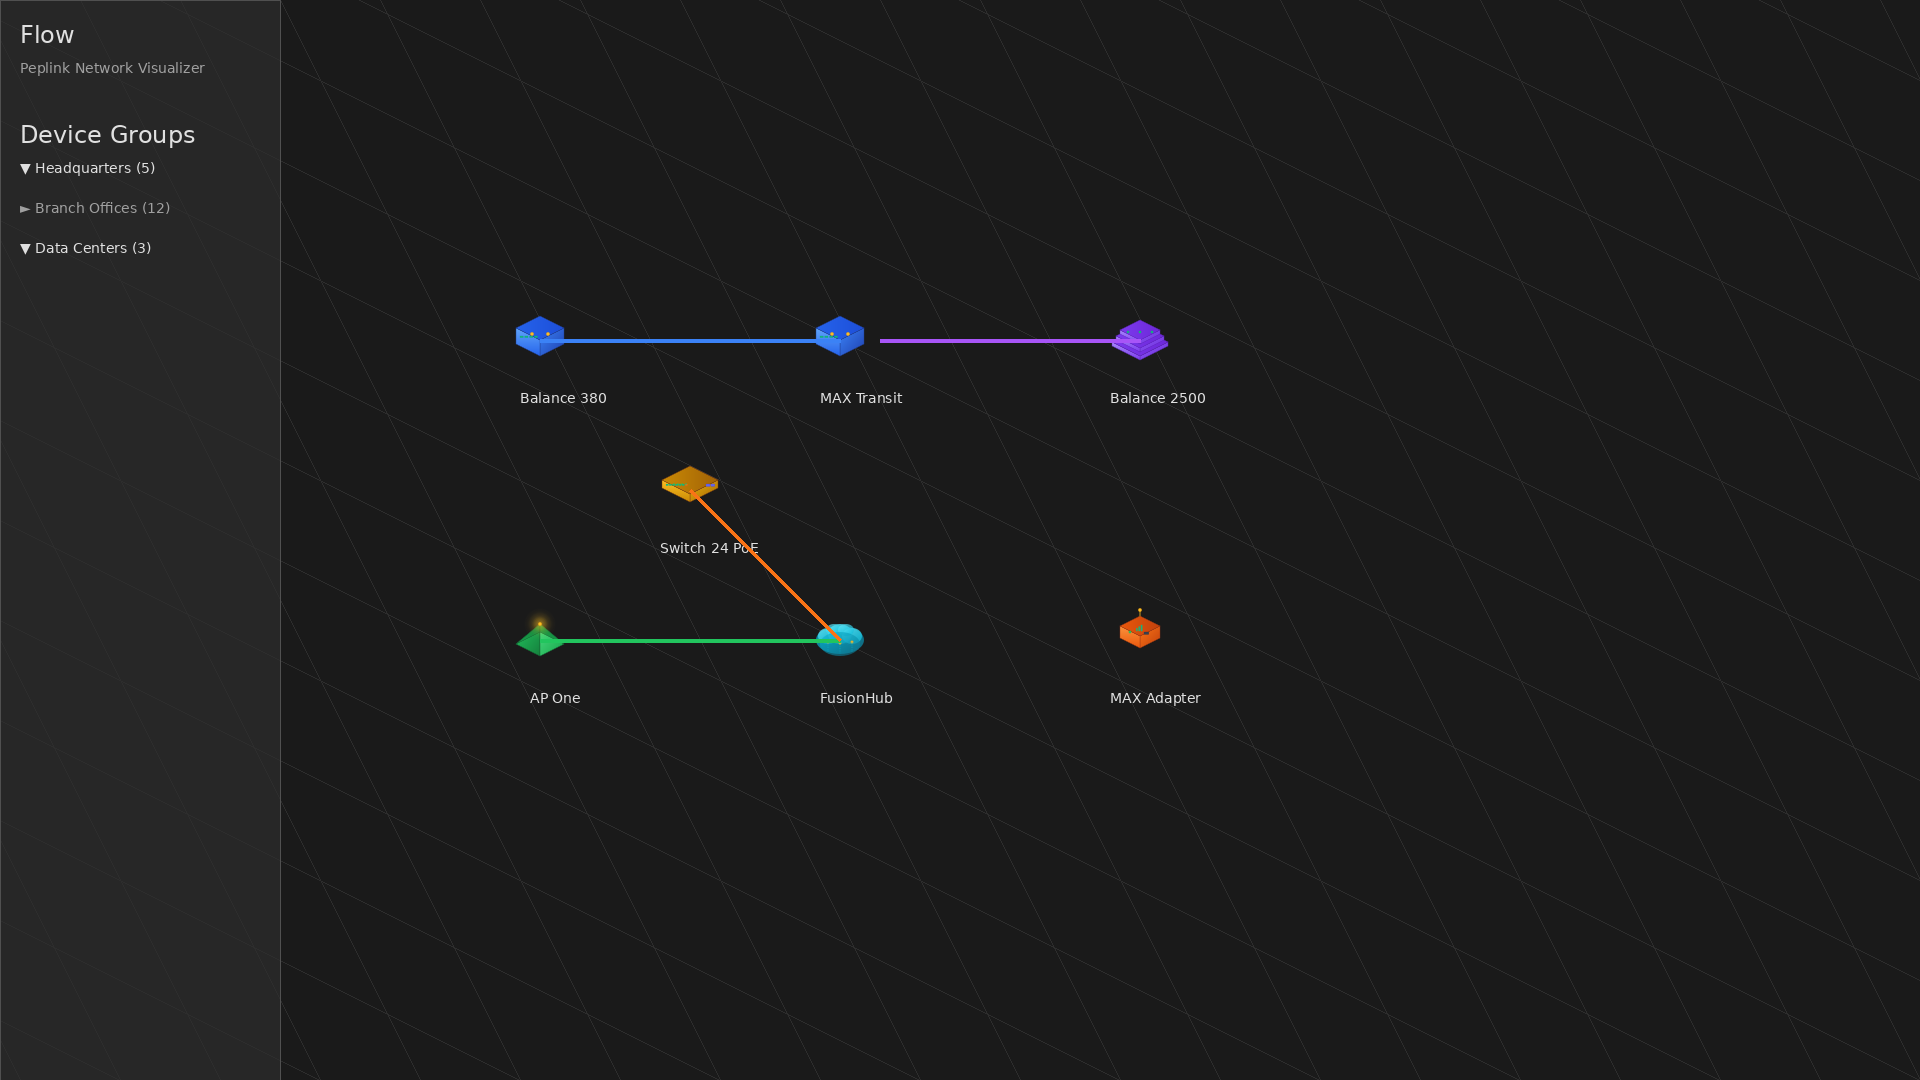 Flow
Peplink Network Visualizer
Device Groups
▼ Headquarters (5)
► Branch Offices (12)
▼ Data Centers (3)
Balance 380
MAX Transit
Balance 2500
Switch 24 PoE
AP One
FusionHub
MAX Adapter